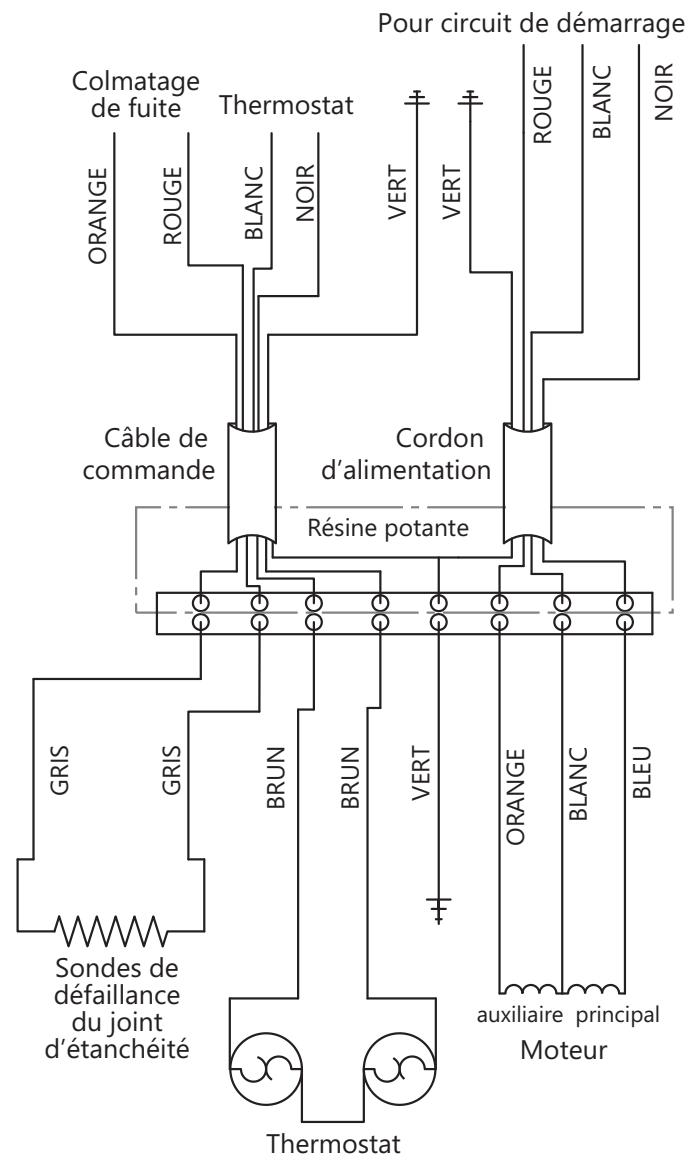 Pour circuit de démarrage
Colmatage
de fuite
Thermostat
ORANGE
ROUGE
BLANC
NOIR
VERT
VERT
ROUGE
BLANC
NOIR
Câble de
commande
Cordon
d'alimentation
Résine potante
GRIS
GRIS
BRUN
BRUN
VERT
ORANGE
BLANC
BLEU
Sondes de
défaillance
du joint
d'étanchéité
auxiliaire principal
Moteur
Thermostat